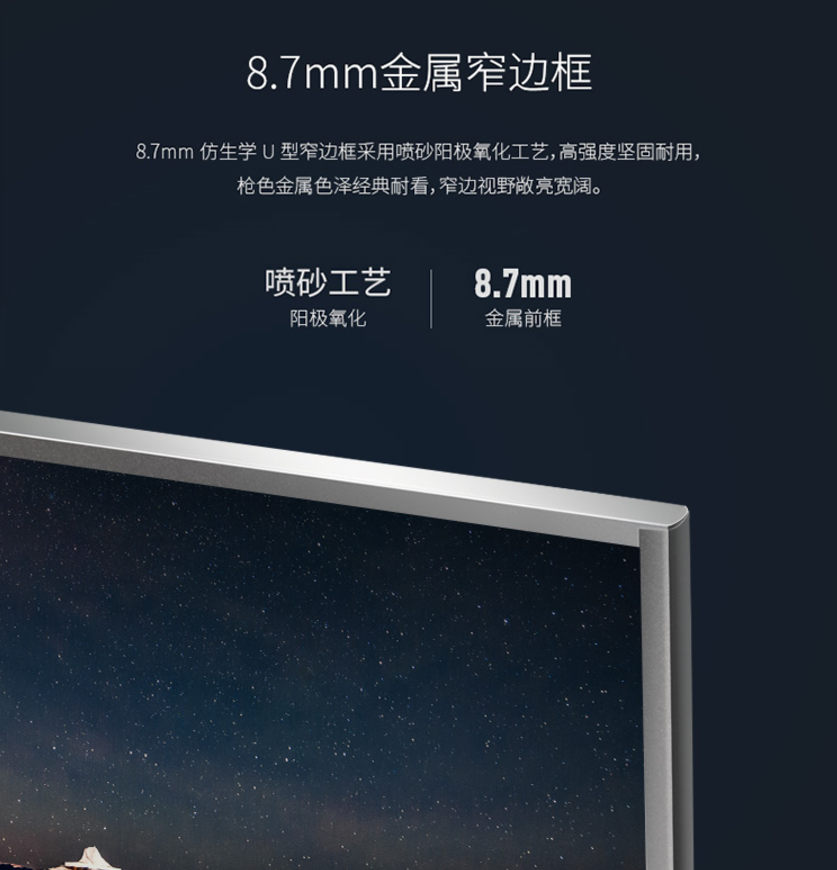 8.7mm金属窄边框
8.7mm 仿生学 U 型窄边框采用喷砂阳极氧化工艺，高强度坚固耐用，
枪色金属色泽经典耐看，窄边视野敞亮宽阔。
喷砂工艺
阳极氧化
8.7mm
金属前框